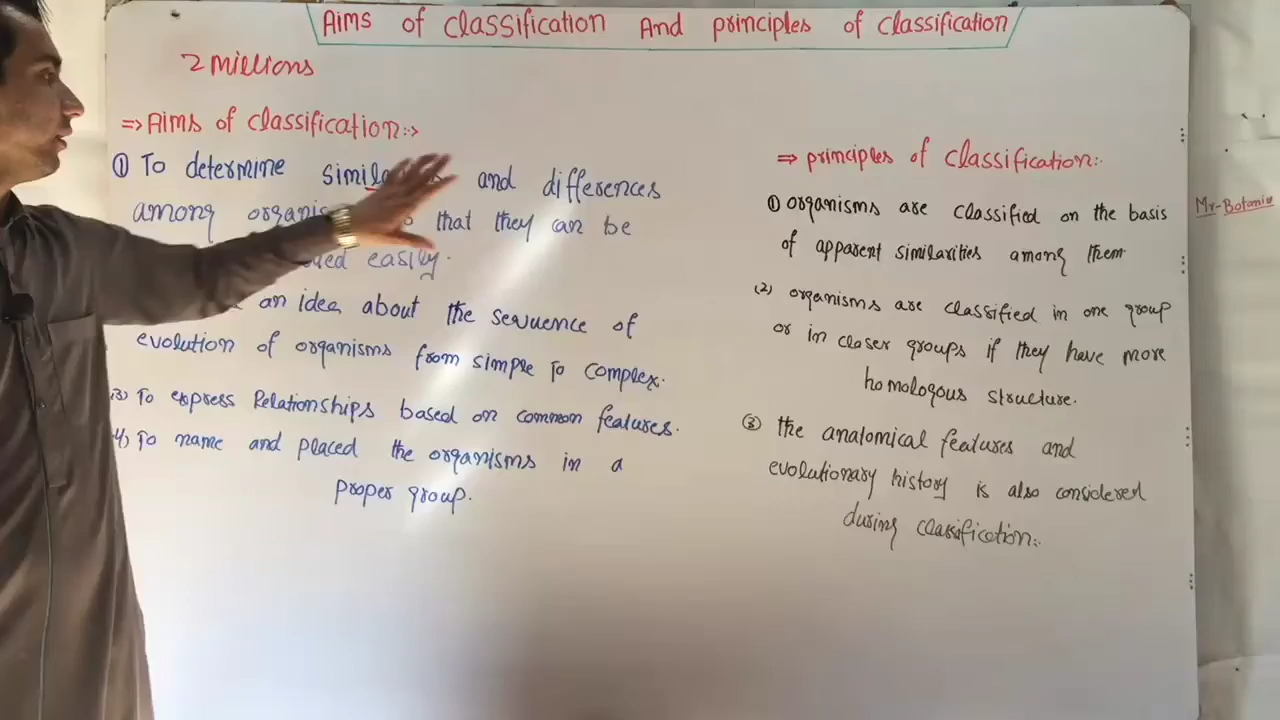 Aims of classification And principles of classification
2 millions
⇒ Aims of classification:->
① To determine and differences
among that they can be
easily.
an idea about the sequence of
evolution of organisms from simple To complex.
(3) To express Relationships based on common features.
(4) To name and placed the organisms in a
proper group.
⇒ principles of classification:-
① organisms are classified on the basis
of apparent similarities among them
(2) organisms are classified in one group
or in closer groups if they have more
homologous structure.
③ the anatomical features and
evolutionary history is also considered
during classification:.
Mr-Botanix